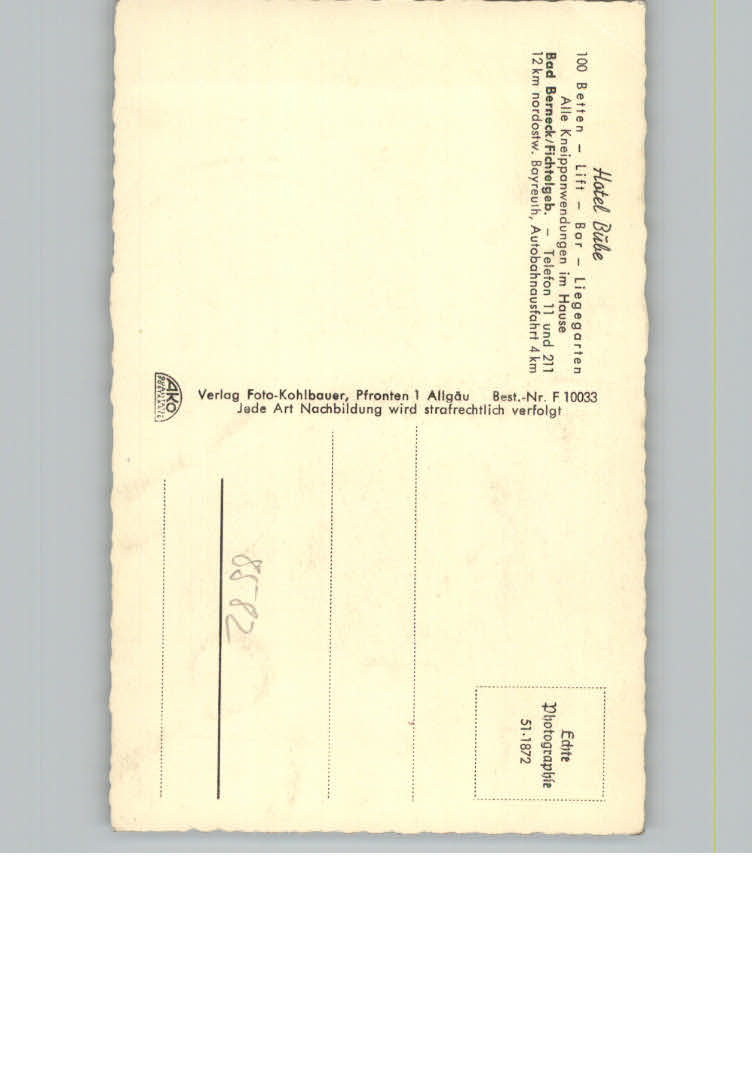 Hotel Bübe
100 Betten – Lift – Bar – Liegegarten
Alle Kneippanwendungen im Hause
Bad Berneck/Fichtelgeb. – Telefon 11 und 211
12 km nordostw. Bayreuth, Autobahnausfahrt 4 km
Verlag Foto-Kohlbauer, Pfronten 1 Allgäu Best.-Nr. F 10033
Jede Art Nachbildung wird strafrechtlich verfolgt
AKO
Echte
Photographie
51-1872
8582